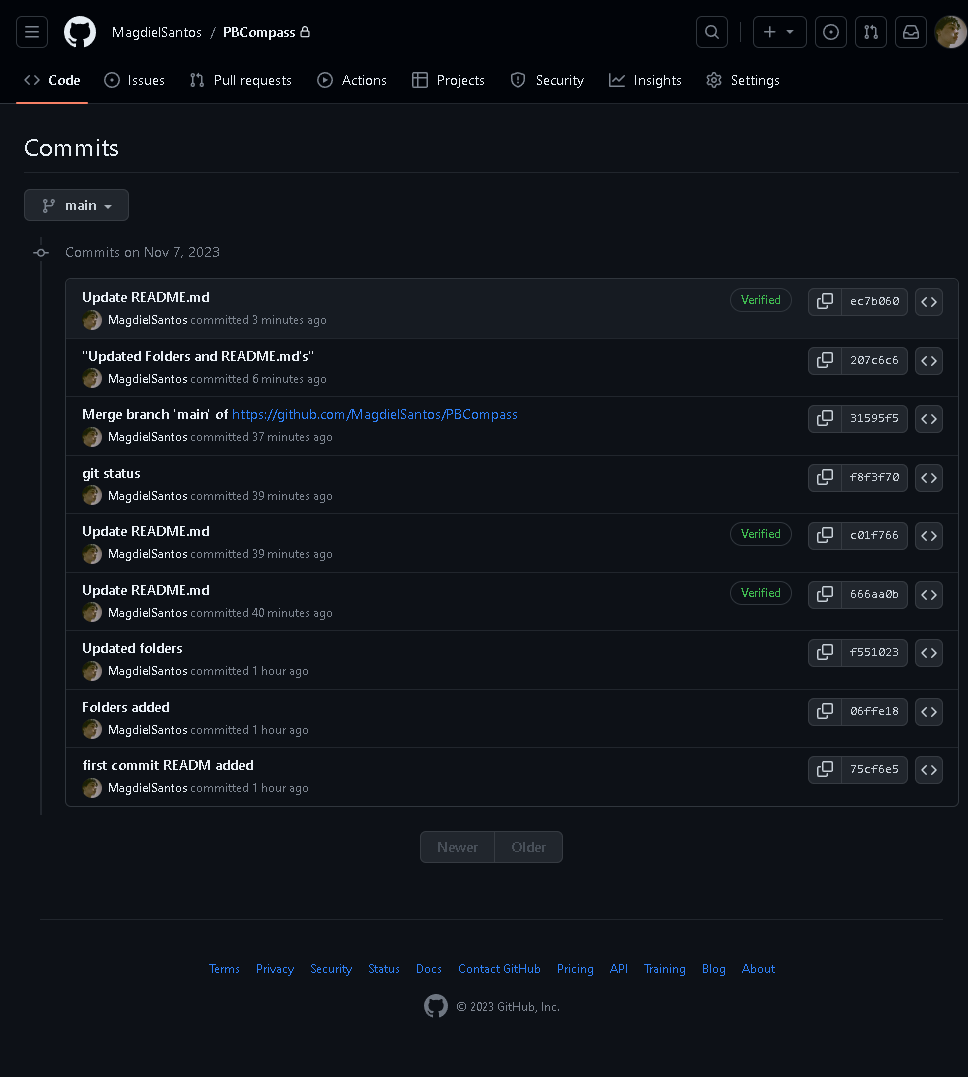 MagdielSantos / PBCompass
Code Issues Pull requests Actions Projects Security Insights Settings
Commits
main
Commits on Nov 7, 2023
Update README.md
Verified
ec7b060
MagdielSantos committed 3 minutes ago
"Updated Folders and README.md's"
207c6c6
MagdielSantos committed 6 minutes ago
Merge branch 'main' of https://github.com/MagdielSantos/PBCompass
31595f5
MagdielSantos committed 37 minutes ago
git status
f8f3f70
MagdielSantos committed 39 minutes ago
Update README.md
Verified
c01f766
MagdielSantos committed 39 minutes ago
Update README.md
Verified
666aa0b
MagdielSantos committed 40 minutes ago
Updated folders
f551023
MagdielSantos committed 1 hour ago
Folders added
06ffe18
MagdielSantos committed 1 hour ago
first commit READM added
75cf6e5
MagdielSantos committed 1 hour ago
Newer Older
Terms Privacy Security Status Docs Contact GitHub Pricing API Training Blog About
© 2023 GitHub, Inc.